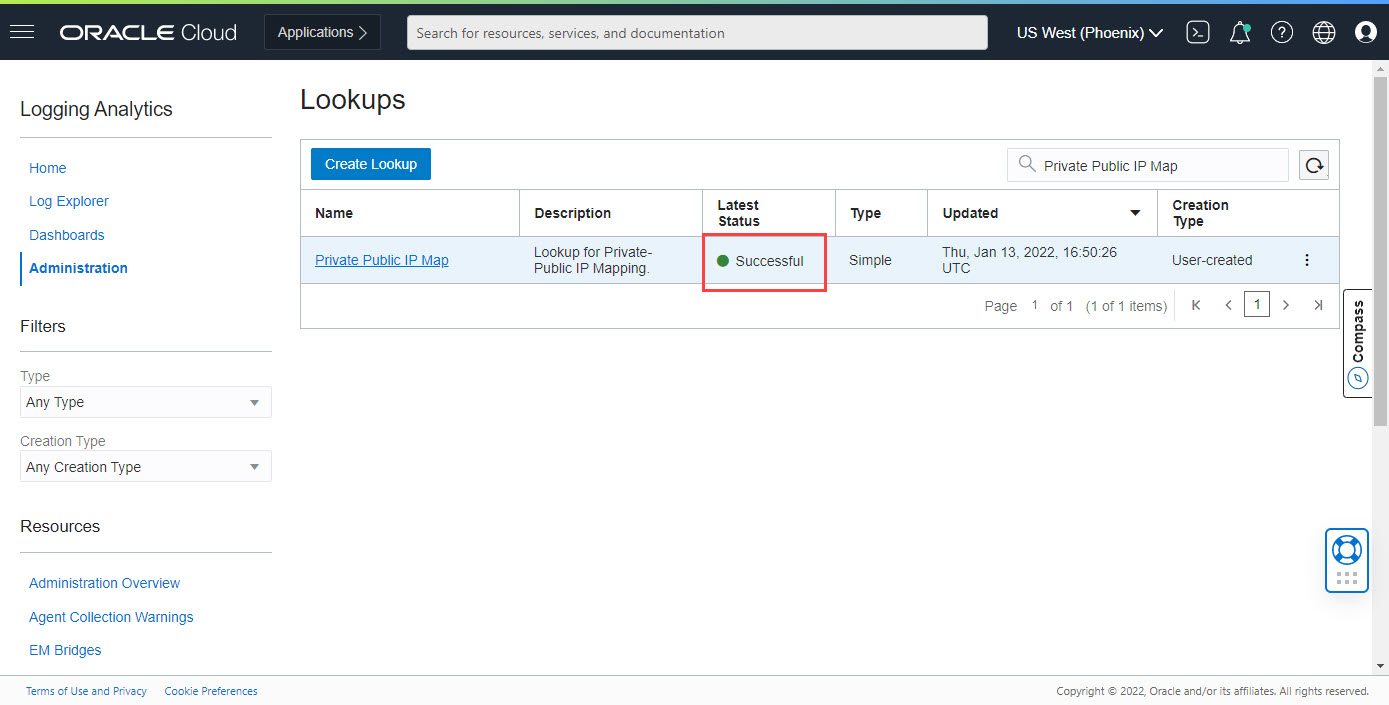 ORACLE Cloud
Applications
Search for resources, services, and documentation
US West (Phoenix)
Logging Analytics
Home
Log Explorer
Dashboards
Administration
Filters
Type
Any Type
Creation Type
Any Creation Type
Resources
Administration Overview
Agent Collection Warnings
EM Bridges
Lookups
Create Lookup
Private Public IP Map
Name
Description
Latest
Status
Type
Updated
Creation
Type
Private Public IP Map
Lookup for Private-
Public IP Mapping.
Successful
Simple
Thu, Jan 13, 2022, 16:50:26
UTC
User-created
Page 1 of 1 (1 of 1 items) 1
Compass
Terms of Use and Privacy
Cookie Preferences
Copyright © 2022, Oracle and/or its affiliates. All rights reserved.